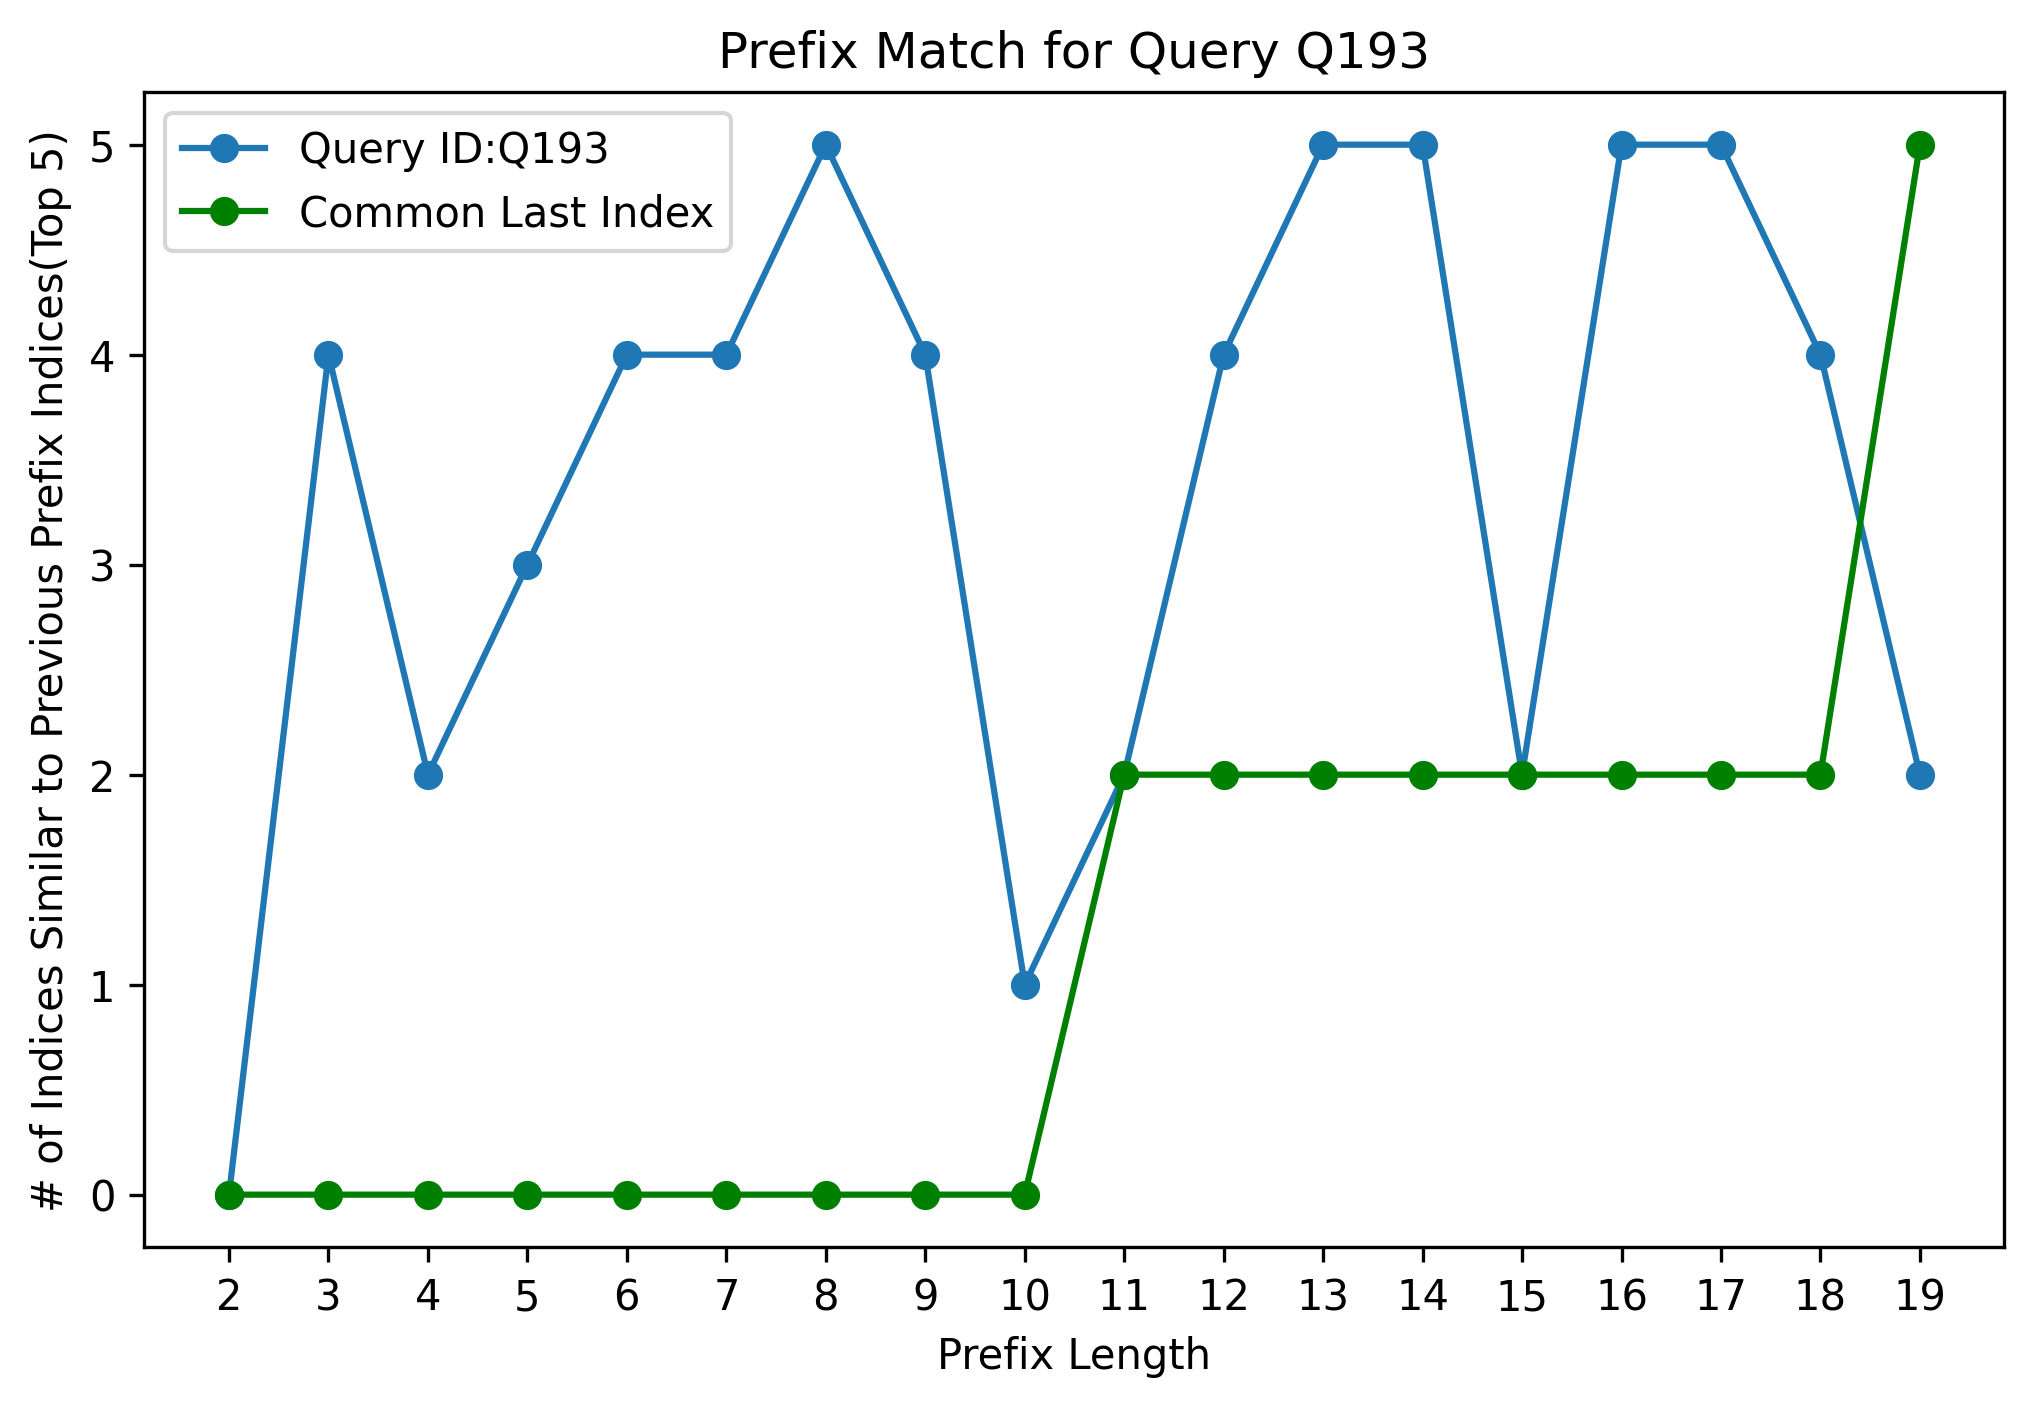 Prefix Match for Query Q193
Query ID:Q193
Common Last Index
# of Indices Similar to Previous Prefix Indices(Top 5)
5
4
3
2
1
0
2 3 4 5 6 7 8 9 10 11 12 13 14 15 16 17 18 19
Prefix Length